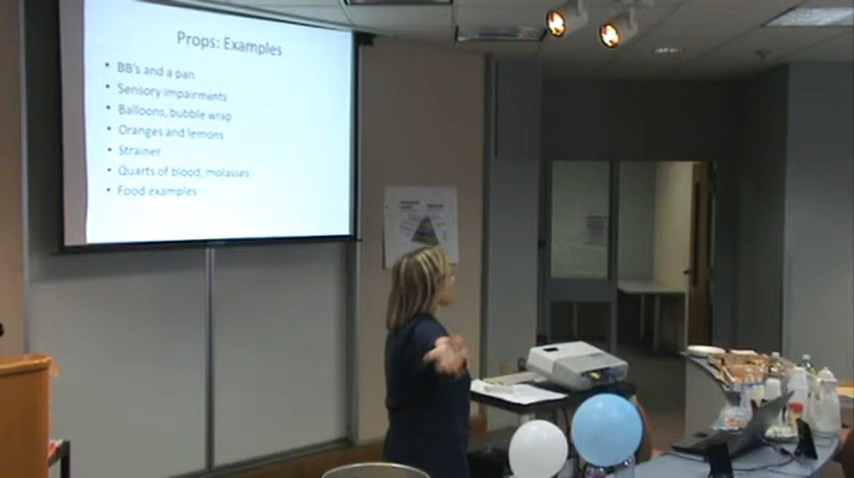 Props: Examples
• BB's and a pan
• Sensory impairments
• Balloons, bubble wrap
• Oranges and lemons
• Strainer
• Quarts of blood, molasses
• Food examples